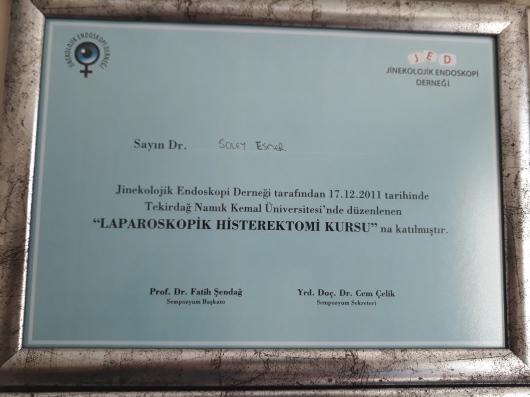 JİNEKOLOJİK ENDOSKOPİ DERNEĞİ
JED
JİNEKOLOJİK ENDOSKOPİ
DERNEĞİ
Sayın Dr. SOLEY ESMER
Jinekolojik Endoskopi Derneği tarafından 17.12.2011 tarihinde
Tekirdağ Namık Kemal Üniversitesi'nde düzenlenen
“LAPAROSKOPİK HİSTEREKTOMİ KURSU” na katılmıştır.
Prof. Dr. Fatih Şendağ
Sempozyum Başkanı
Yrd. Doç. Dr. Cem Çelik
Sempozyum Sekreteri